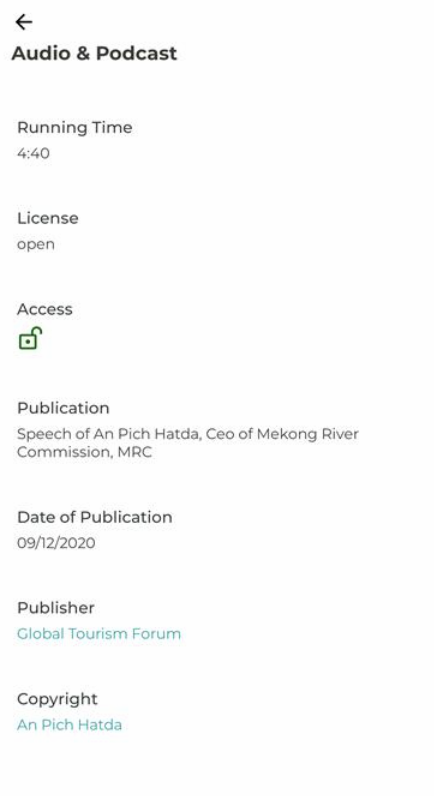 Audio & Podcast
Running Time
4:40
License
open
Access
Publication
Speech of An Pich Hatda, Ceo of Mekong River
Commission, MRC
Date of Publication
09/12/2020
Publisher
Global Tourism Forum
Copyright
An Pich Hatda